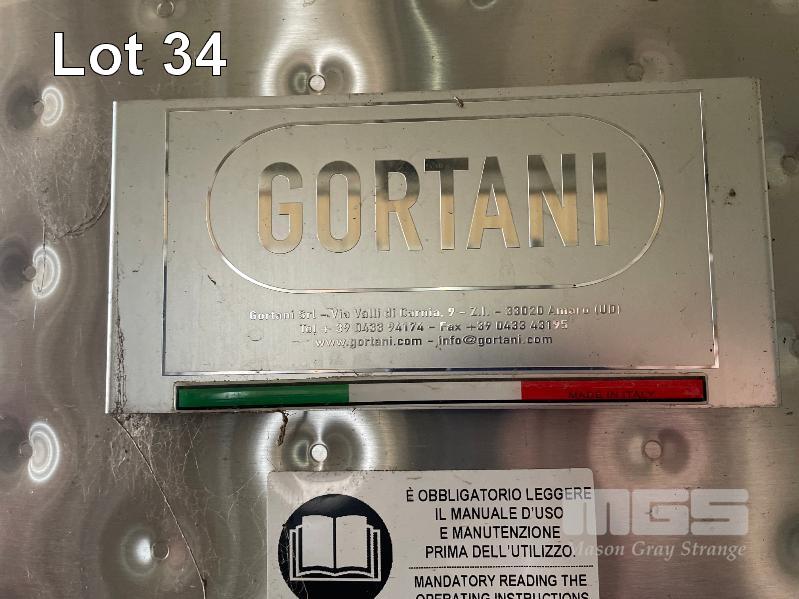 Lot 34
GORTANI
Gortani Srl - Via Valli di Carnia, 9 - Z.I. - 33020 Amaro (UD)
Tel + 39 0433 94174 - Fax +39 0433 43195
www.gortani.com - info@gortani.com
MADE IN ITALY
È OBBLIGATORIO LEGGERE
IL MANUALE D'USO
E MANUTENZIONE
PRIMA DELL'UTILIZZO.
MGS
Mason Gray Strange
MANDATORY READING THE
OPERATING INSTRUCTIONS